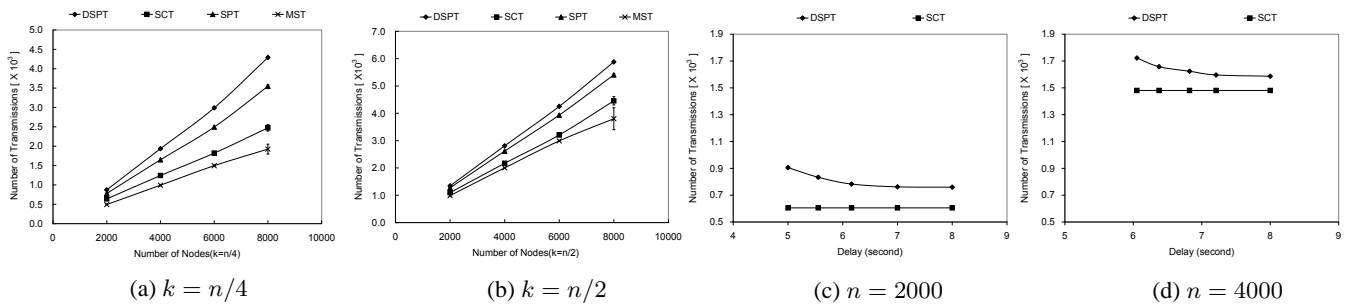 DSPT SCT SPT MST
Number of Transmissions [ X 10³ ]
5.0
4.5
4.0
3.5
3.0
2.5
2.0
1.5
1.0
0.5
0.0
0 2000 4000 6000 8000 10000
Number of Nodes(k=n/4)
(a) k = n/4
DSPT SCT SPT MST
Number of Transmissions [ X10³ ]
7.0
6.0
5.0
4.0
3.0
2.0
1.0
0.0
0 2000 4000 6000 8000 10000
Number of Nodes(k=n/2)
(b) k = n/2
DSPT SCT
Number of Transmissions [ X 10³ ]
1.9
1.7
1.5
1.3
1.1
0.9
0.7
0.5
4 5 6 7 8 9
Delay (second)
(c) n = 2000
DSPT SCT
Number of Transmissions [ X 10³ ]
1.9
1.7
1.5
1.3
1.1
0.9
0.7
0.5
5 6 7 8 9
Delay (second)
(d) n = 4000